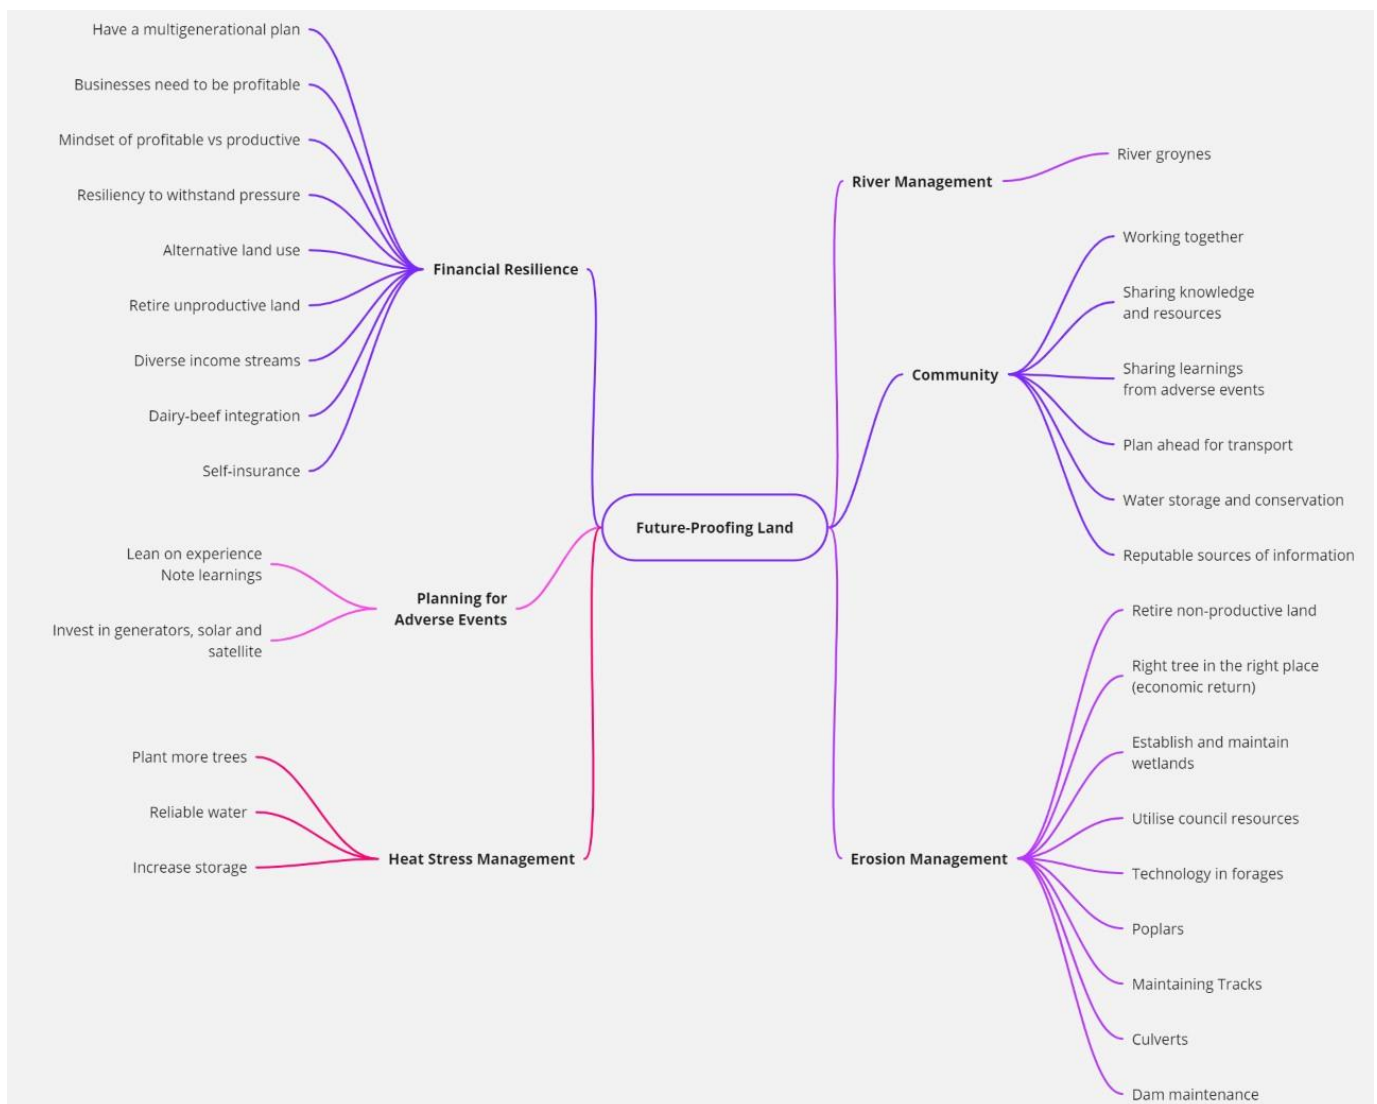 Future-Proofing Land
Financial Resilience
Have a multigenerational plan
Businesses need to be profitable
Mindset of profitable vs productive
Resiliency to withstand pressure
Alternative land use
Retire unproductive land
Diverse income streams
Dairy-beef integration
Self-insurance
Planning for
Adverse Events
Lean on experience
Note learnings
Invest in generators, solar and
satellite
Heat Stress Management
Plant more trees
Reliable water
Increase storage
River Management
River groynes
Community
Working together
Sharing knowledge
and resources
Sharing learnings
from adverse events
Plan ahead for transport
Water storage and conservation
Reputable sources of information
Erosion Management
Retire non-productive land
Right tree in the right place
(economic return)
Establish and maintain
wetlands
Utilise council resources
Technology in forages
Poplars
Maintaining Tracks
Culverts
Dam maintenance